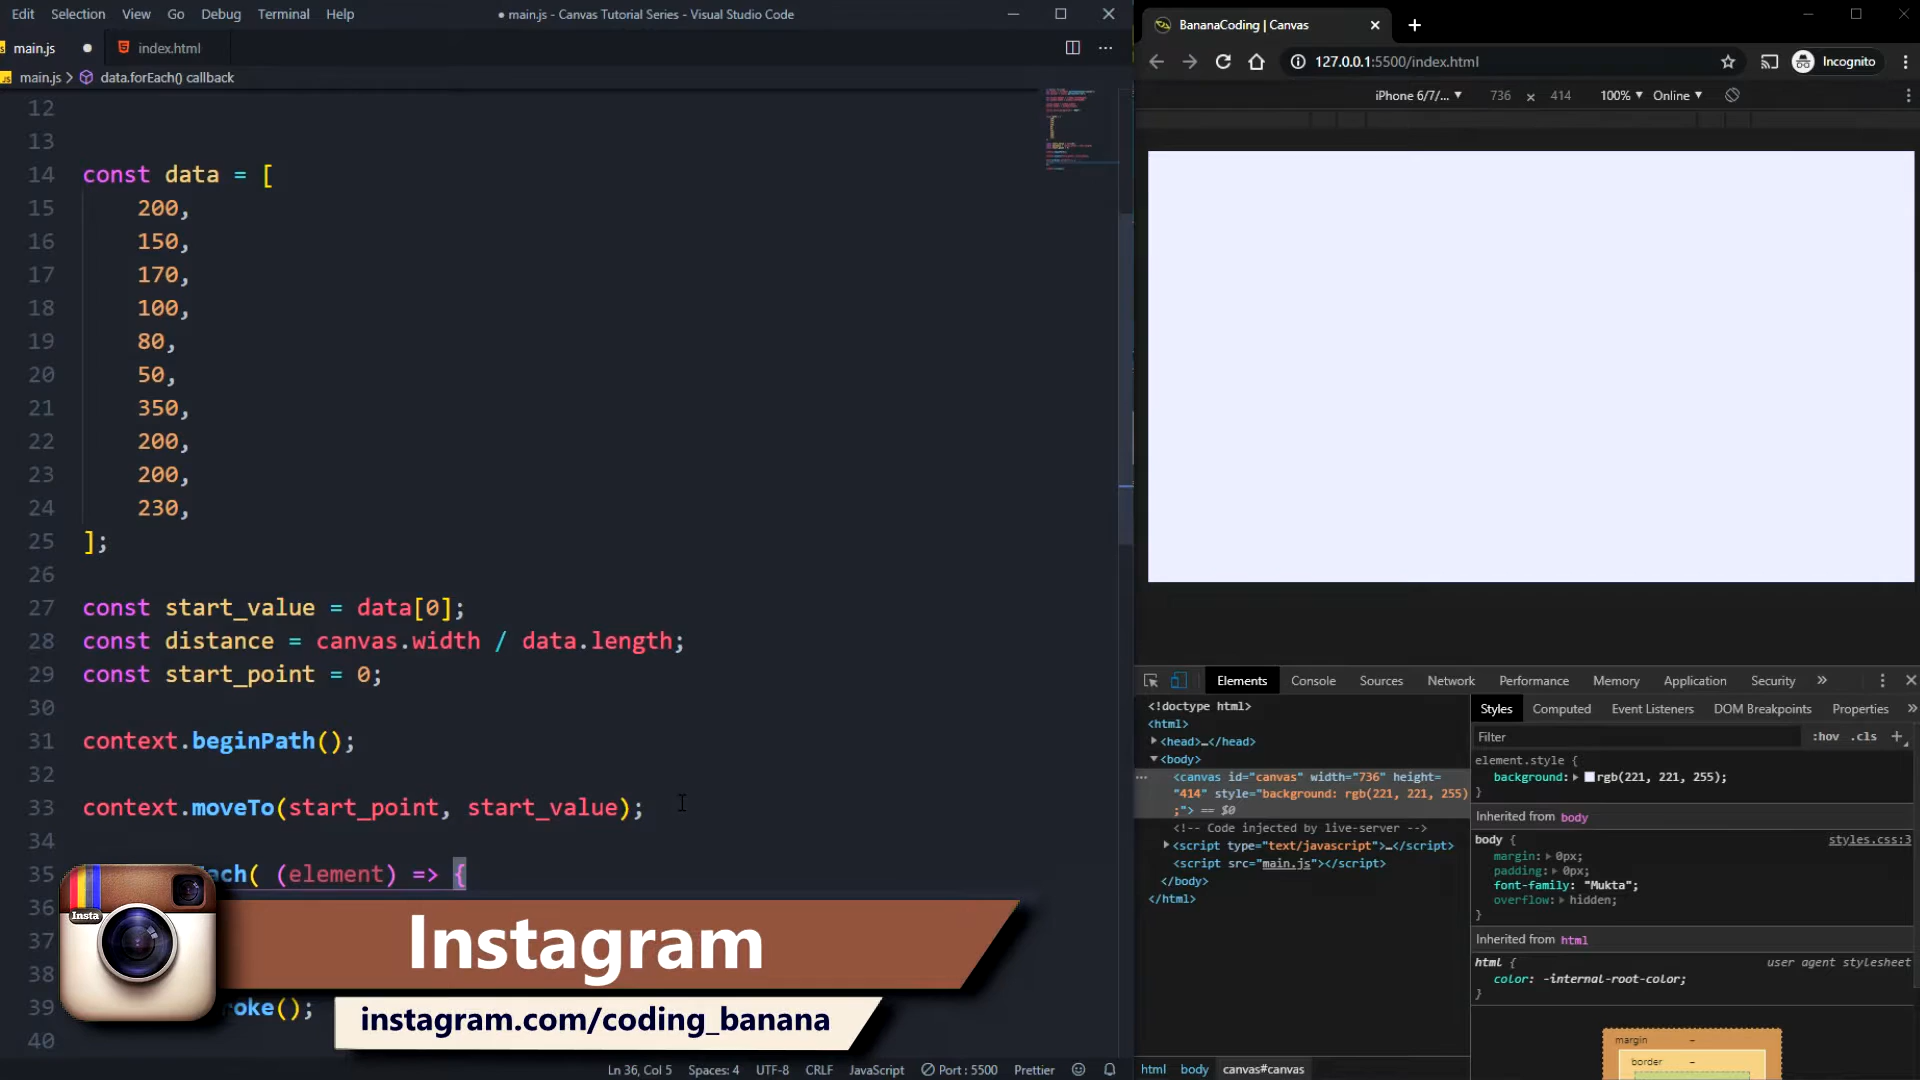 Edit Selection View Go Debug Terminal Help
● main.js - Canvas Tutorial Series - Visual Studio Code
main.js index.html
main.js > data.forEach() callback
12
13
14 const data = [
15 200,
16 150,
17 170,
18 100,
19 80,
20 50,
21 350,
22 200,
23 200,
24 230,
25 ];
26
27 const start_value = data[0];
28 const distance = canvas.width / data.length;
29 const start_point = 0;
30
31 context.beginPath();
32
33 context.moveTo(start_point, start_value);
34
35 ach( (element) => {
36
37
38
39 roke();
40
Insta
Instagram
instagram.com/coding_banana
Ln 36, Col 5 Spaces: 4 UTF-8 CRLF JavaScript Port : 5500 Prettier
BananaCoding | Canvas
127.0.0.1:5500/index.html Incognito
iPhone 6/7/... 736 × 414 100% Online
Elements Console Sources Network Performance Memory Application Security »
<!doctype html>
<html>
<head>…</head>
<body>
<canvas id="canvas" width="736" height=
"414" style="background: rgb(221, 221, 255)
;"> == $0
<!-- Code injected by live-server -->
<script type="text/javascript">…</script>
<script src="main.js"></script>
</body>
</html>
html body canvas#canvas
Styles Computed Event Listeners DOM Breakpoints Properties »
Filter :hov .cls +
element.style {
background: rgb(221, 221, 255);
}
Inherited from body
body { styles.css:3
margin: 0px;
padding: 0px;
font-family: "Mukta";
overflow: hidden;
}
Inherited from html
html { user agent stylesheet
color: -internal-root-color;
}
margin –
border –